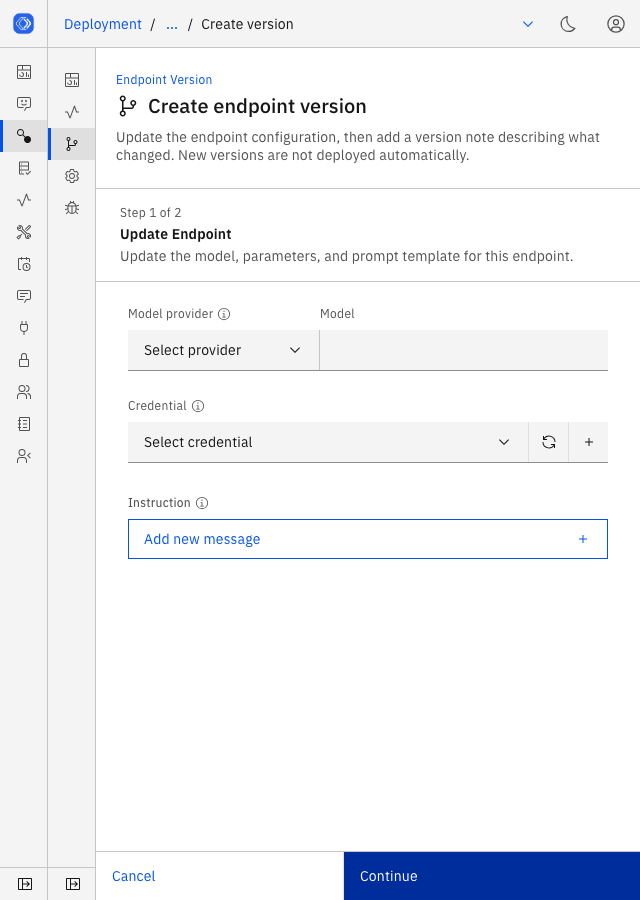 Deployment / ... / Create version
Endpoint Version
Create endpoint version
Update the endpoint configuration, then add a version note describing what
changed. New versions are not deployed automatically.
Step 1 of 2
Update Endpoint
Update the model, parameters, and prompt template for this endpoint.
Model provider
Model
Select provider
Credential
Select credential
Instruction
Add new message
Cancel
Continue